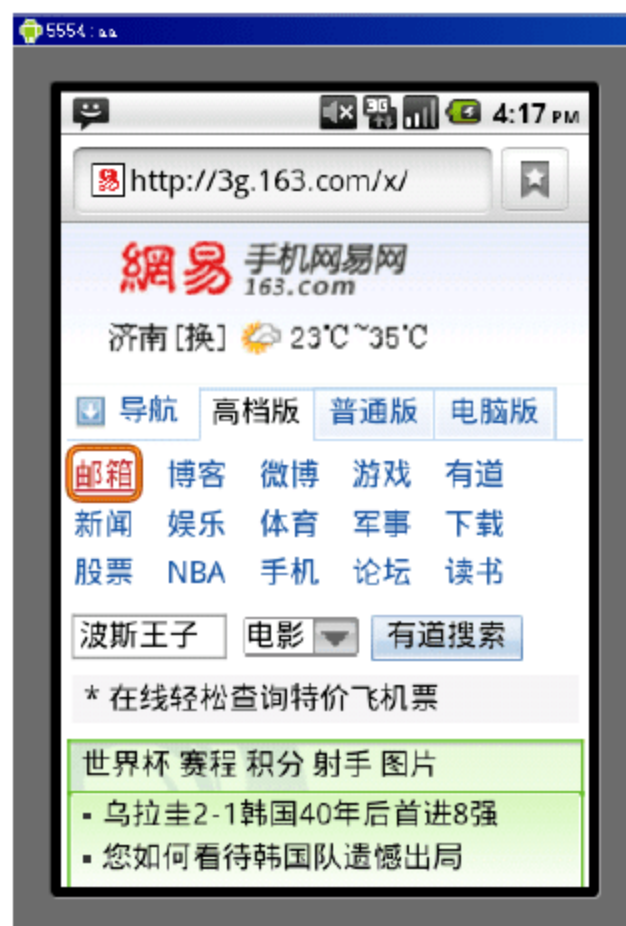 5554:aa
3G 4:17 PM
易 http://3g.163.com/x/
網易 手机网易网
163.com
济南[换] 23℃~35℃
导航 高档版 普通版 电脑版
邮箱 博客 微博 游戏 有道
新闻 娱乐 体育 军事 下载
股票 NBA 手机 论坛 读书
波斯王子 电影 有道搜索
* 在线轻松查询特价飞机票
世界杯 赛程 积分 射手 图片
▪ 乌拉圭2-1韩国40年后首进8强
▪ 您如何看待韩国队遗憾出局